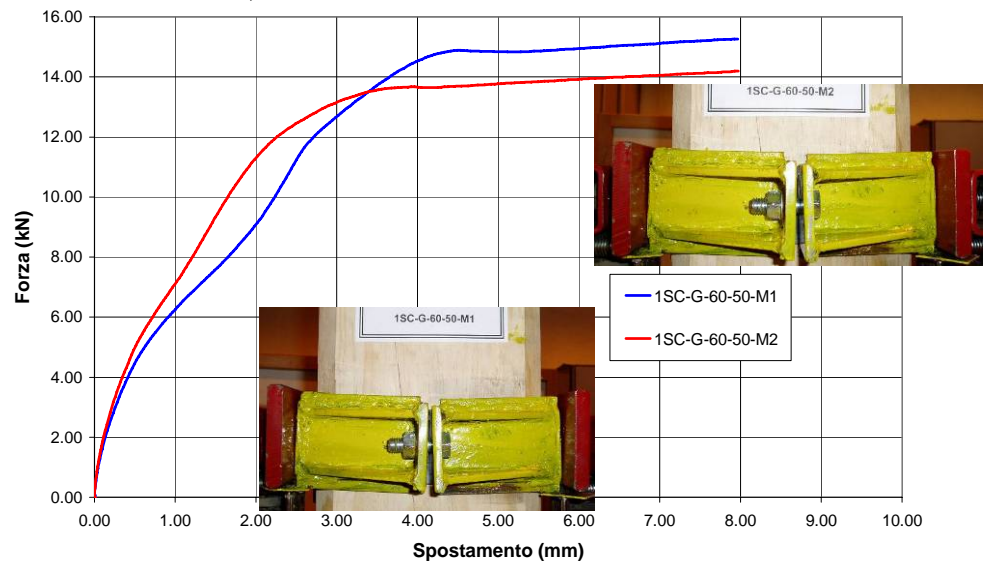 16.00
14.00
12.00
10.00
8.00
6.00
4.00
2.00
0.00
Forza (kN)
0.00 1.00 2.00 3.00 4.00 5.00 6.00 7.00 8.00 9.00 10.00
Spostamento (mm)
1SC-G-60-50-M2
1SC-G-60-50-M1
1SC-G-60-50-M2
1SC-G-60-50-M1